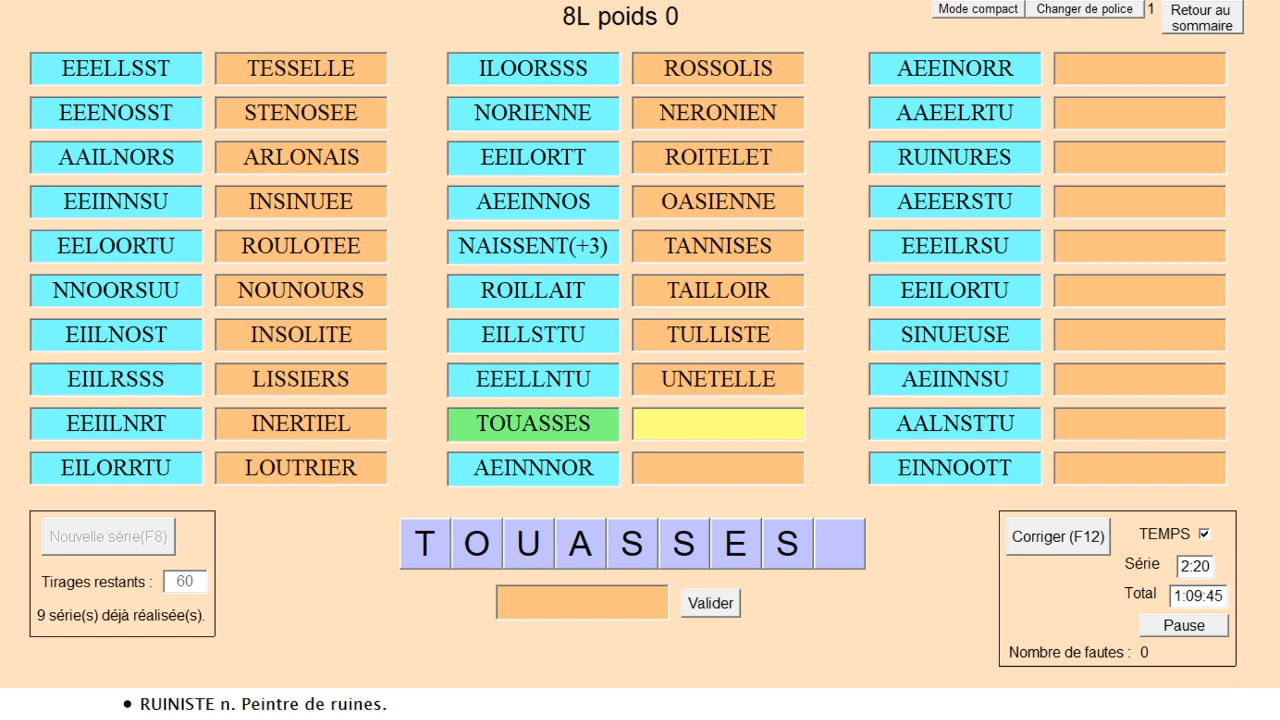 8L poids 0
Mode compact Changer de police 1 Retour au sommaire
EEELLSST TESSELLE ILOORSSS ROSSOLIS AEEINORR
EEENOSST STENOSEE NORIENNE NERONIEN AAEELRTU
AAILNORS ARLONAIS EEILORTT ROITELET RUINURES
EEIINNSU INSINUEE AEEINNOS OASIENNE AEEERSTU
EELOORTU ROULOTEE NAISSENT(+3) TANNISES EEEILRSU
NNOORSUU NOUNOURS ROILLAIT TAILLOIR EEILORTU
EIILNOST INSOLITE EILLSTTU TULLISTE SINUEUSE
EIILRSSS LISSIERS EEELLNTU UNETELLE AEIINNSU
EEIILNRT INERTIEL TOUASSES AALNSTTU
EILORRTU LOUTRIER AEINNNOR EINNOOTT
Nouvelle série(F8)
Tirages restants : 60
9 série(s) déjà réalisée(s).
T O U A S S E S
Valider
Corriger (F12) TEMPS
Série 2:20
Total 1:09:45
Pause
Nombre de fautes : 0
• RUINISTE n. Peintre de ruines.